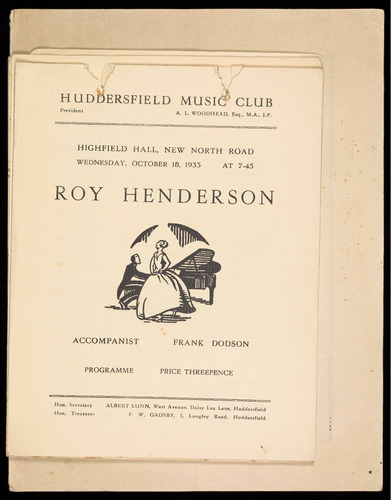 HUDDERSFIELD MUSIC CLUB
President A. L. WOODHEAD, Esq., M.A., J.P.
HIGHFIELD HALL, NEW NORTH ROAD
WEDNESDAY, OCTOBER 18, 1933 AT 7-45
ROY HENDERSON
ACCOMPANIST FRANK DODSON
PROGRAMME PRICE THREEPENCE
Hon. Secretary ALBERT LUNN, West Avenue, Daisy Lea Lane, Huddersfield
Hon. Treasurer F. W. GADSBY, 1, Longley Road, Huddersfield